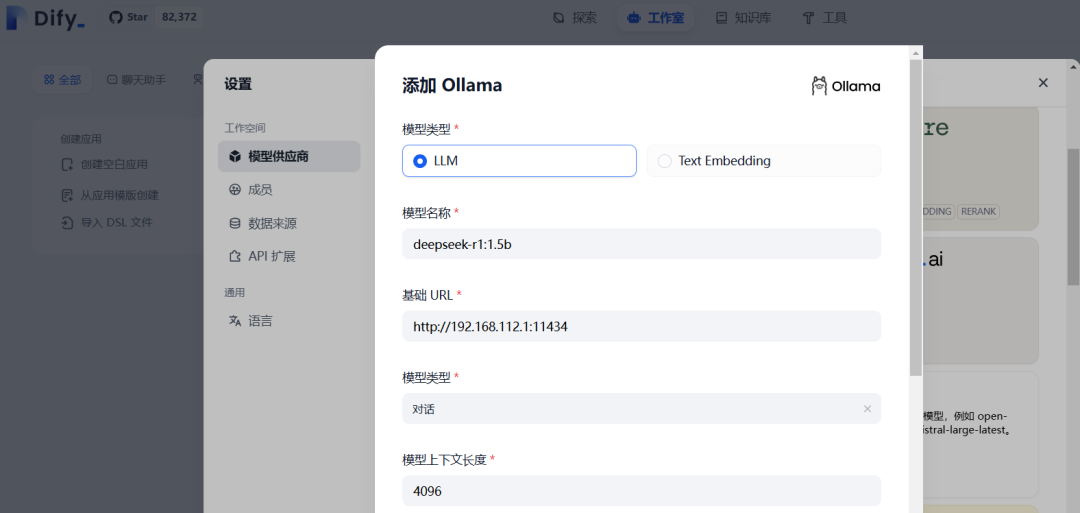 Dify_
Star 82,372
探索
工作室
知识库
工具
全部
聊天助手
创建应用
创建空白应用
从应用模版创建
导入 DSL 文件
设置
工作空间
模型供应商
成员
数据来源
API 扩展
通用
语言
添加 Ollama
Ollama
模型类型 *
LLM
Text Embedding
模型名称 *
deepseek-r1:1.5b
基础 URL *
http://192.168.112.1:11434
模型类型 *
对话
模型上下文长度 *
4096
re
DDING
RERANK
.ai
模型，例如 open-
istral-large-latest。